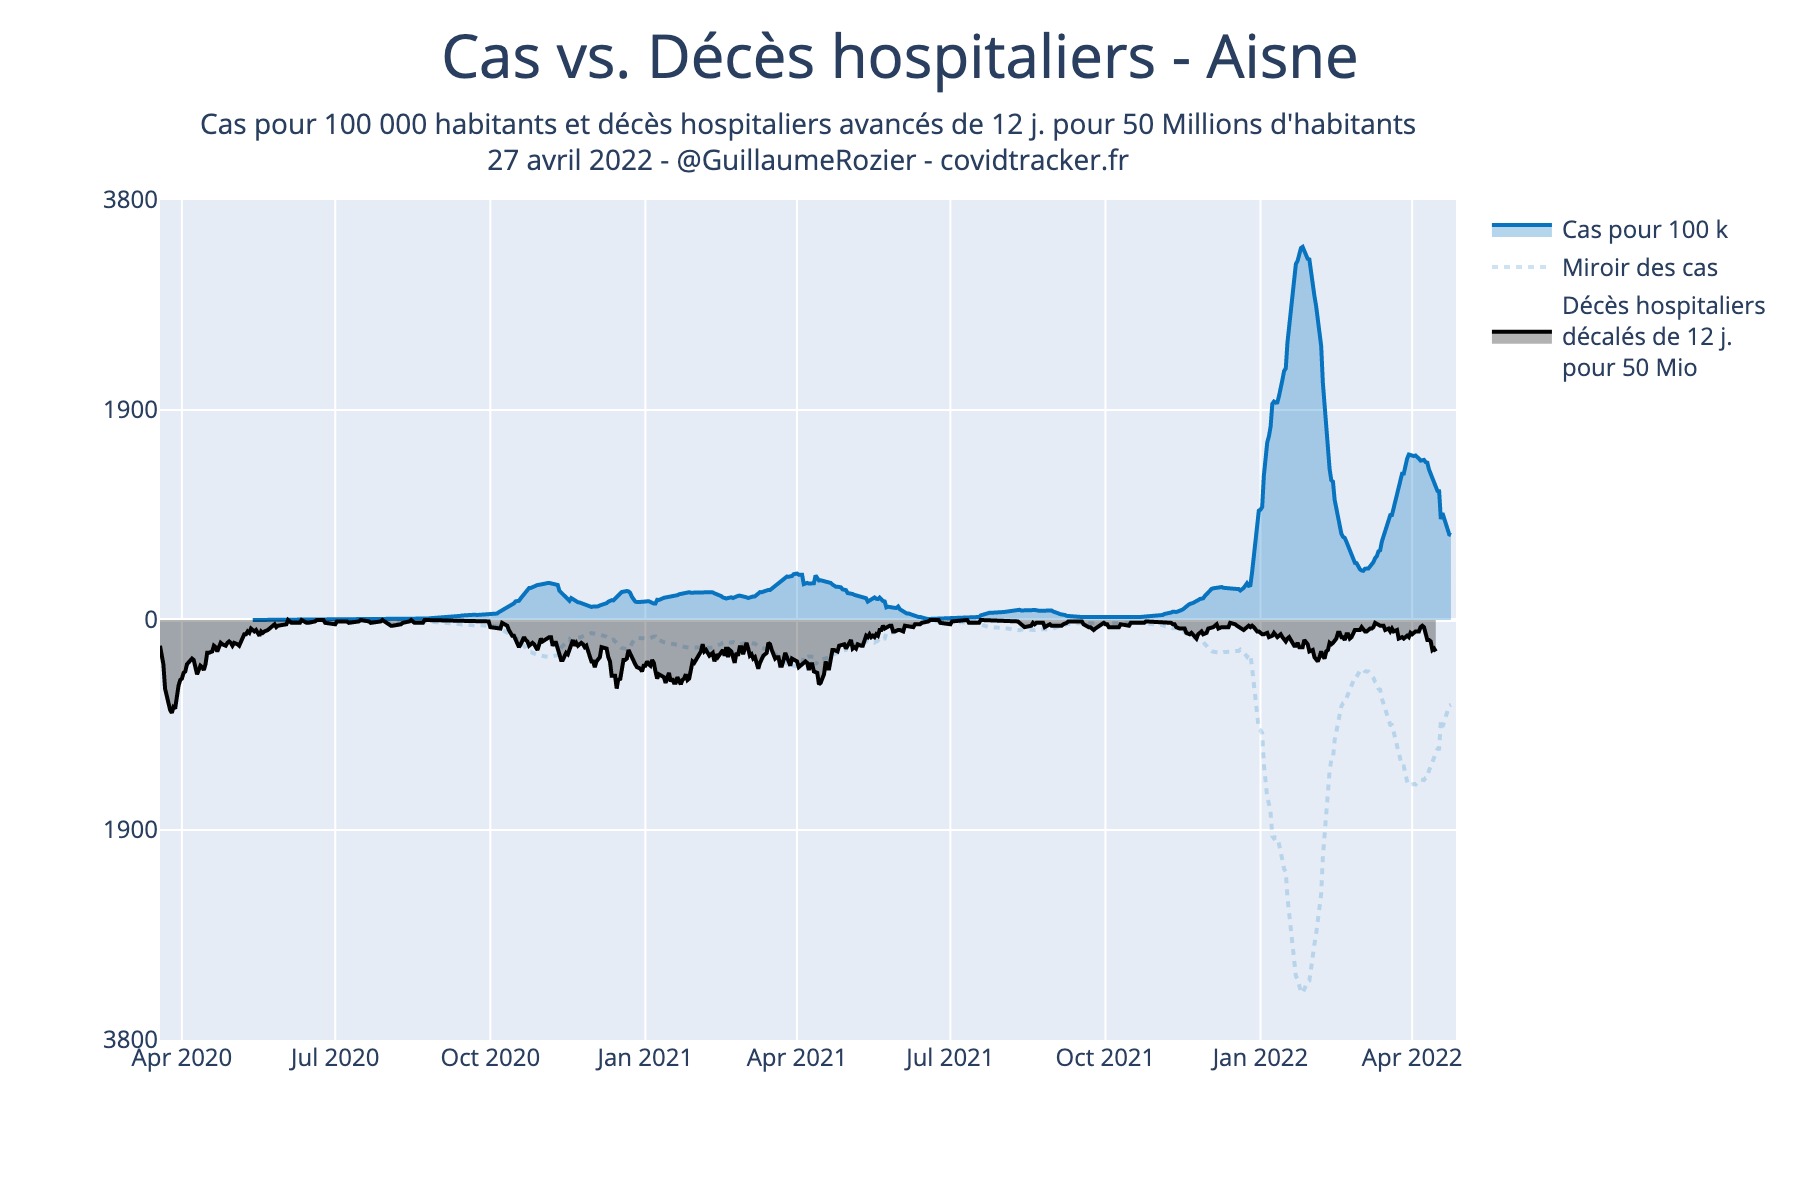 Cas vs. Décès hospitaliers - Aisne
Cas pour 100 000 habitants et décès hospitaliers avancés de 12 j. pour 50 Millions d'habitants
27 avril 2022 - @GuillaumeRozier - covidtracker.fr
3800
1900
0
1900
3800
Apr 2020
Jul 2020
Oct 2020
Jan 2021
Apr 2021
Jul 2021
Oct 2021
Jan 2022
Apr 2022
Cas pour 100 k
Miroir des cas
Décès hospitaliers
décalés de 12 j.
pour 50 Mio